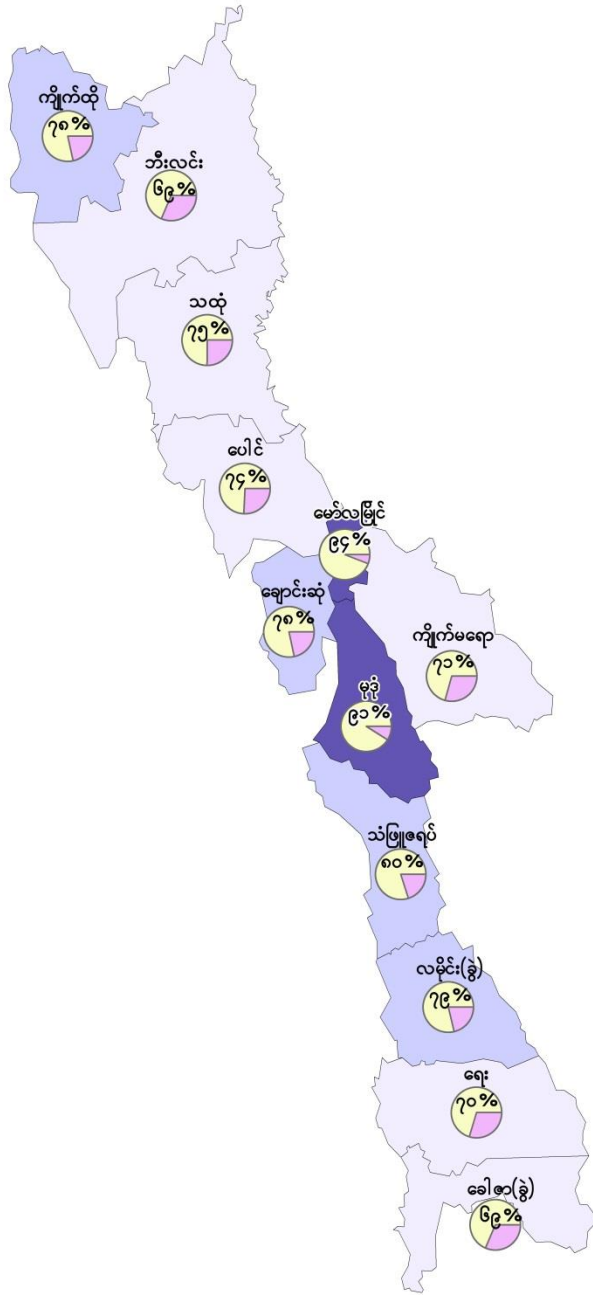 ကျိုက်ထို
၇၈%
ဘီးလင်း
၆၉%
သထုံ
၇၅%
ပေါင်
၇၄%
မော်လမြိုင်
၉၄%
ချောင်းဆုံ
၇၈%
ကျိုက်မရော
၇၁%
မုဒုံ
၉၁%
သံဖြူဇရပ်
၈၀%
လမိုင်း(ခွဲ)
၇၉%
ရေး
၇၀%
ခေါဇာ(ခွဲ)
၆၉%